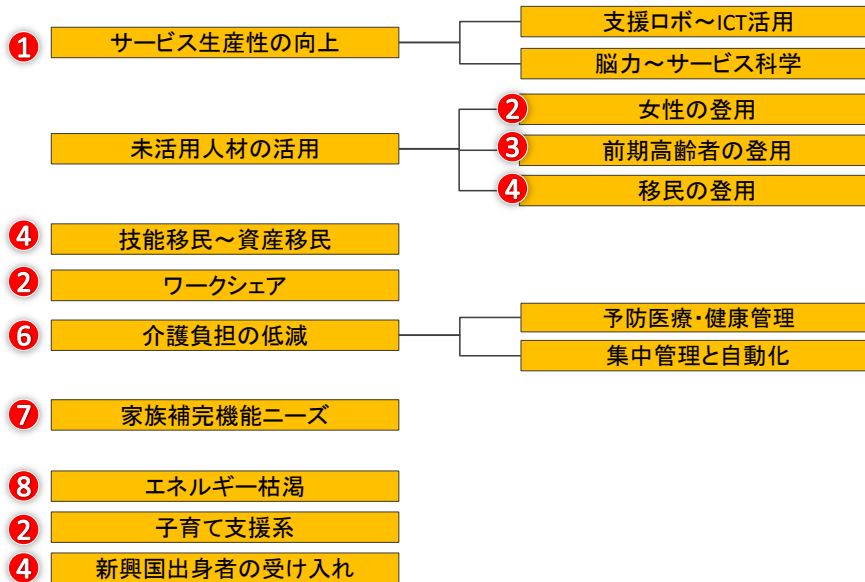 ① サービス生産性の向上
支援ロボ～ICT活用
脳力～サービス科学
未活用人材の活用
② 女性の登用
③ 前期高齢者の登用
④ 移民の登用
④ 技能移民～資産移民
② ワークシェア
⑥ 介護負担の低減
予防医療・健康管理
集中管理と自動化
⑦ 家族補完機能ニーズ
⑧ エネルギー枯渇
② 子育て支援系
④ 新興国出身者の受け入れ